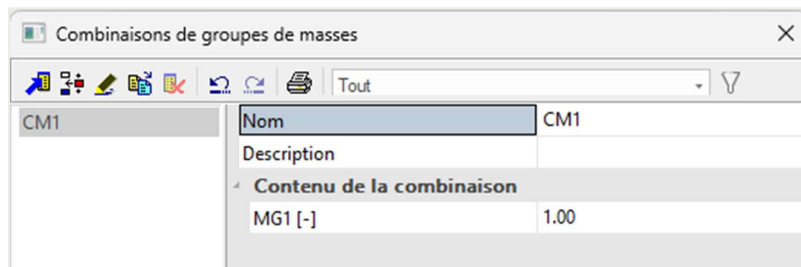 Combinaisons de groupes de masses
Tout
CM1
Nom CM1
Description
Contenu de la combinaison
MG1 [-] 1.00